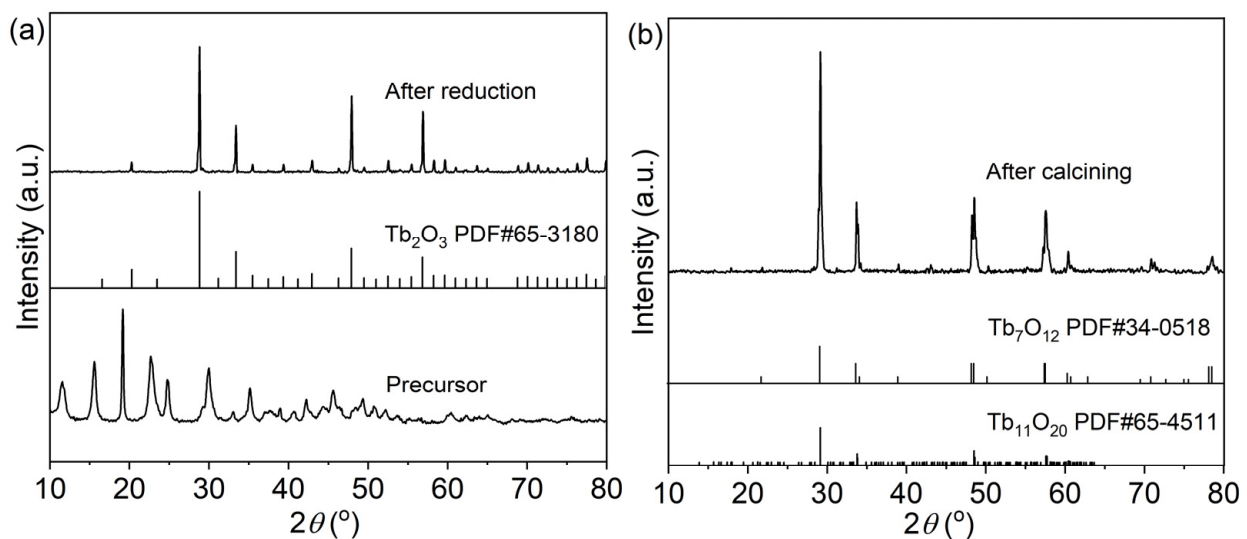 (a)
After reduction
Tb₂O₃ PDF#65-3180
Precursor
Intensity (a.u.)
10 20 30 40 50 60 70 80
2θ (°)
(b)
After calcining
Tb₇O₁₂ PDF#34-0518
Tb₁₁O₂₀ PDF#65-4511
Intensity (a.u.)
10 20 30 40 50 60 70 80
2θ (°)